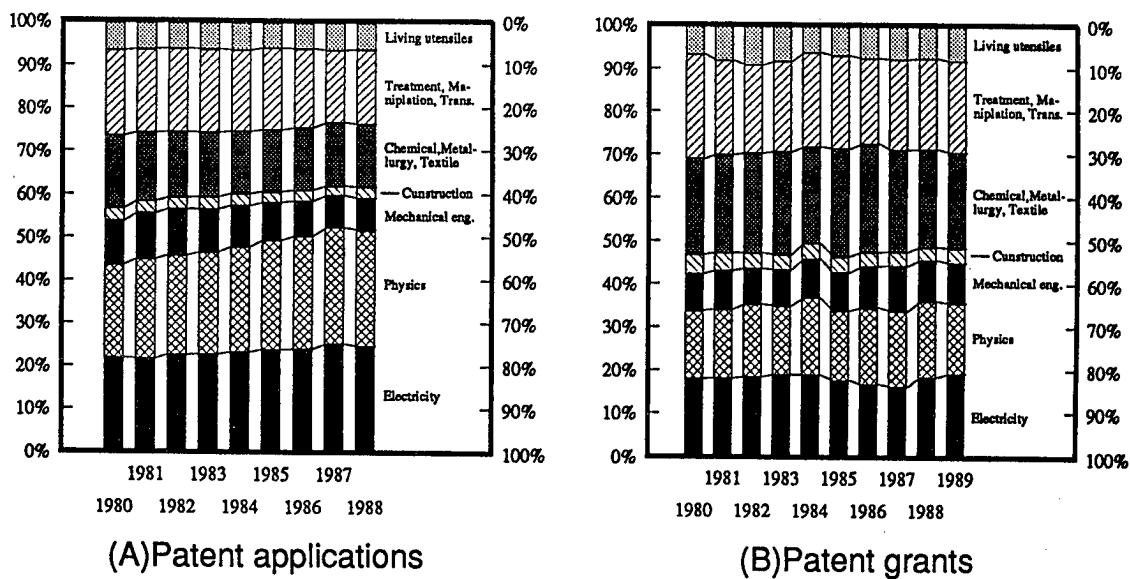 100%
90%
80%
70%
60%
50%
40%
30%
20%
10%
0%
0%
10%
20%
30%
40%
50%
60%
70%
80%
90%
100%
Living utensiles
Treatment, Ma-
niplation, Trans.
Chemical,Metal-
lurgy, Textile
Cunstruction
Mechanical eng.
Physics
Electricity
1981 1983 1985 1987
1980 1982 1984 1986 1988
(A)Patent applications
100%
90%
80%
70%
60%
50%
40%
30%
20%
10%
0%
0%
10%
20%
30%
40%
50%
60%
70%
80%
90%
100%
Living utensiles
Treatment, Ma-
niplation, Trans.
Chemical,Metal-
lurgy, Textile
Cunstruction
Mechanical eng.
Physics
Electricity
1981 1983 1985 1987 1989
1980 1982 1984 1986 1988
(B)Patent grants